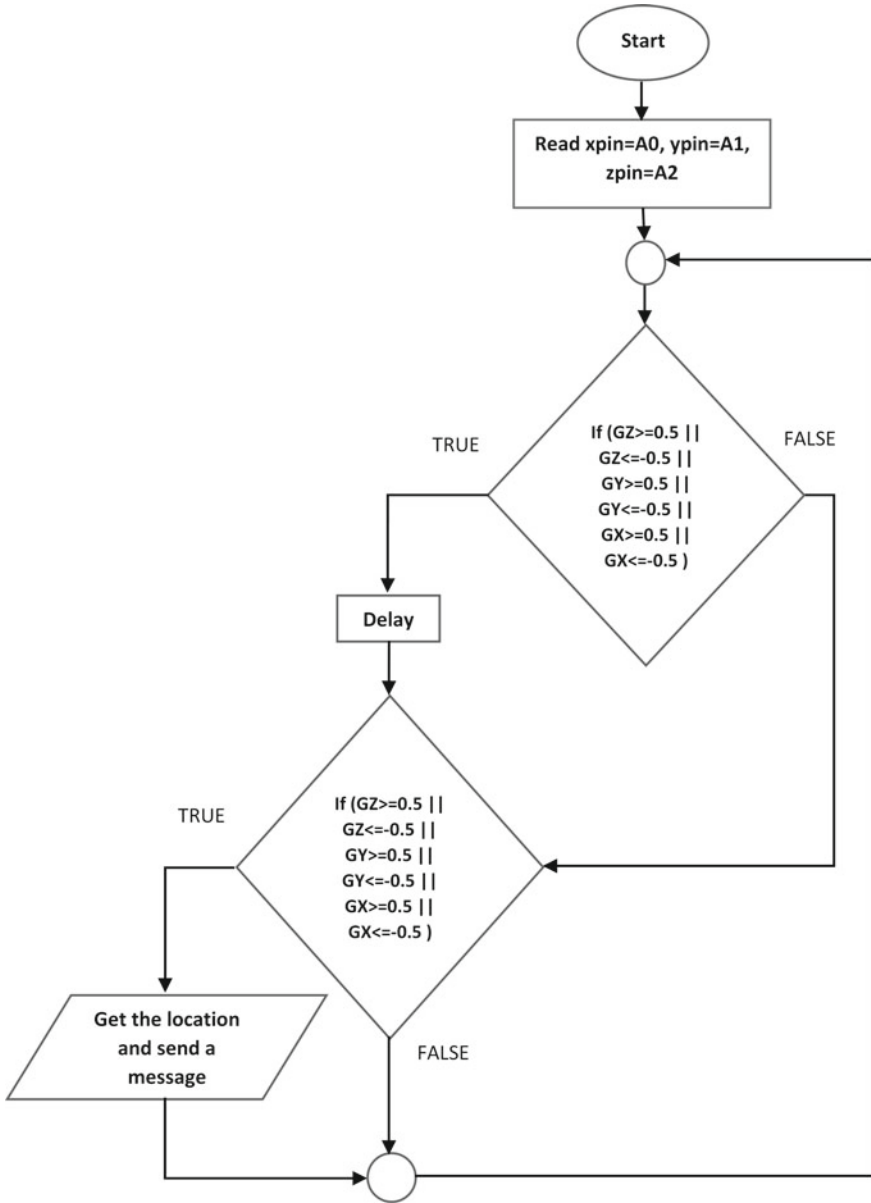 Start
Read xpin=A0, ypin=A1,
zpin=A2
TRUE
If (GZ>=0.5 ||
GZ<=-0.5 ||
GY>=0.5 ||
GY<=-0.5 ||
GX>=0.5 ||
GX<=-0.5 )
FALSE
Delay
TRUE
If (GZ>=0.5 ||
GZ<=-0.5 ||
GY>=0.5 ||
GY<=-0.5 ||
GX>=0.5 ||
GX<=-0.5 )
Get the location
and send a
message
FALSE